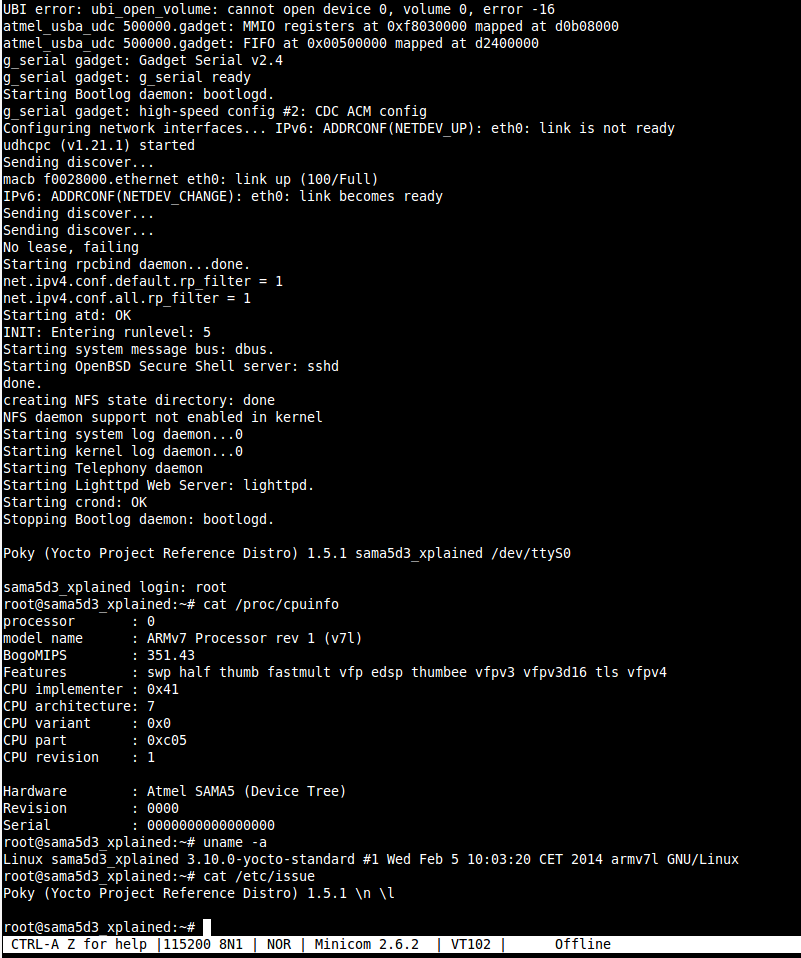 UBI error: ubi_open_volume: cannot open device 0, volume 0, error -16
atmel_usba_udc 500000.gadget: MMIO registers at 0xf8030000 mapped at d0b08000
atmel_usba_udc 500000.gadget: FIFO at 0x00500000 mapped at d2400000
g_serial gadget: Gadget Serial v2.4
g_serial gadget: g_serial ready
Starting Bootlog daemon: bootlogd.
g_serial gadget: high-speed config #2: CDC ACM config
Configuring network interfaces... IPv6: ADDRCONF(NETDEV_UP): eth0: link is not ready
udhcpc (v1.21.1) started
Sending discover...
macb f0028000.ethernet eth0: link up (100/Full)
IPv6: ADDRCONF(NETDEV_CHANGE): eth0: link becomes ready
Sending discover...
Sending discover...
No lease, failing
Starting rpcbind daemon...done.
net.ipv4.conf.default.rp_filter = 1
net.ipv4.conf.all.rp_filter = 1
Starting atd: OK
INIT: Entering runlevel: 5
Starting system message bus: dbus.
Starting OpenBSD Secure Shell server: sshd
done.
creating NFS state directory: done
NFS daemon support not enabled in kernel
Starting system log daemon...0
Starting kernel log daemon...0
Starting Telephony daemon
Starting Lighttpd Web Server: lighttpd.
Starting crond: OK
Stopping Bootlog daemon: bootlogd.
Poky (Yocto Project Reference Distro) 1.5.1 sama5d3_xplained /dev/ttyS0
sama5d3_xplained login: root
root@sama5d3_xplained:~# cat /proc/cpuinfo
processor       : 0
model name      : ARMv7 Processor rev 1 (v7l)
BogoMIPS        : 351.43
Features        : swp half thumb fastmult vfp edsp thumbee vfpv3 vfpv3d16 tls vfpv4
CPU implementer : 0x41
CPU architecture: 7
CPU variant     : 0x0
CPU part        : 0xc05
CPU revision    : 1
Hardware        : Atmel SAMA5 (Device Tree)
Revision        : 0000
Serial          : 0000000000000000
root@sama5d3_xplained:~# uname -a
Linux sama5d3_xplained 3.10.0-yocto-standard #1 Wed Feb 5 10:03:20 CET 2014 armv7l GNU/Linux
root@sama5d3_xplained:~# cat /etc/issue
Poky (Yocto Project Reference Distro) 1.5.1 \n \l
root@sama5d3_xplained:~#
CTRL-A Z for help |115200 8N1 | NOR | Minicom 2.6.2  | VT102 |      Offline